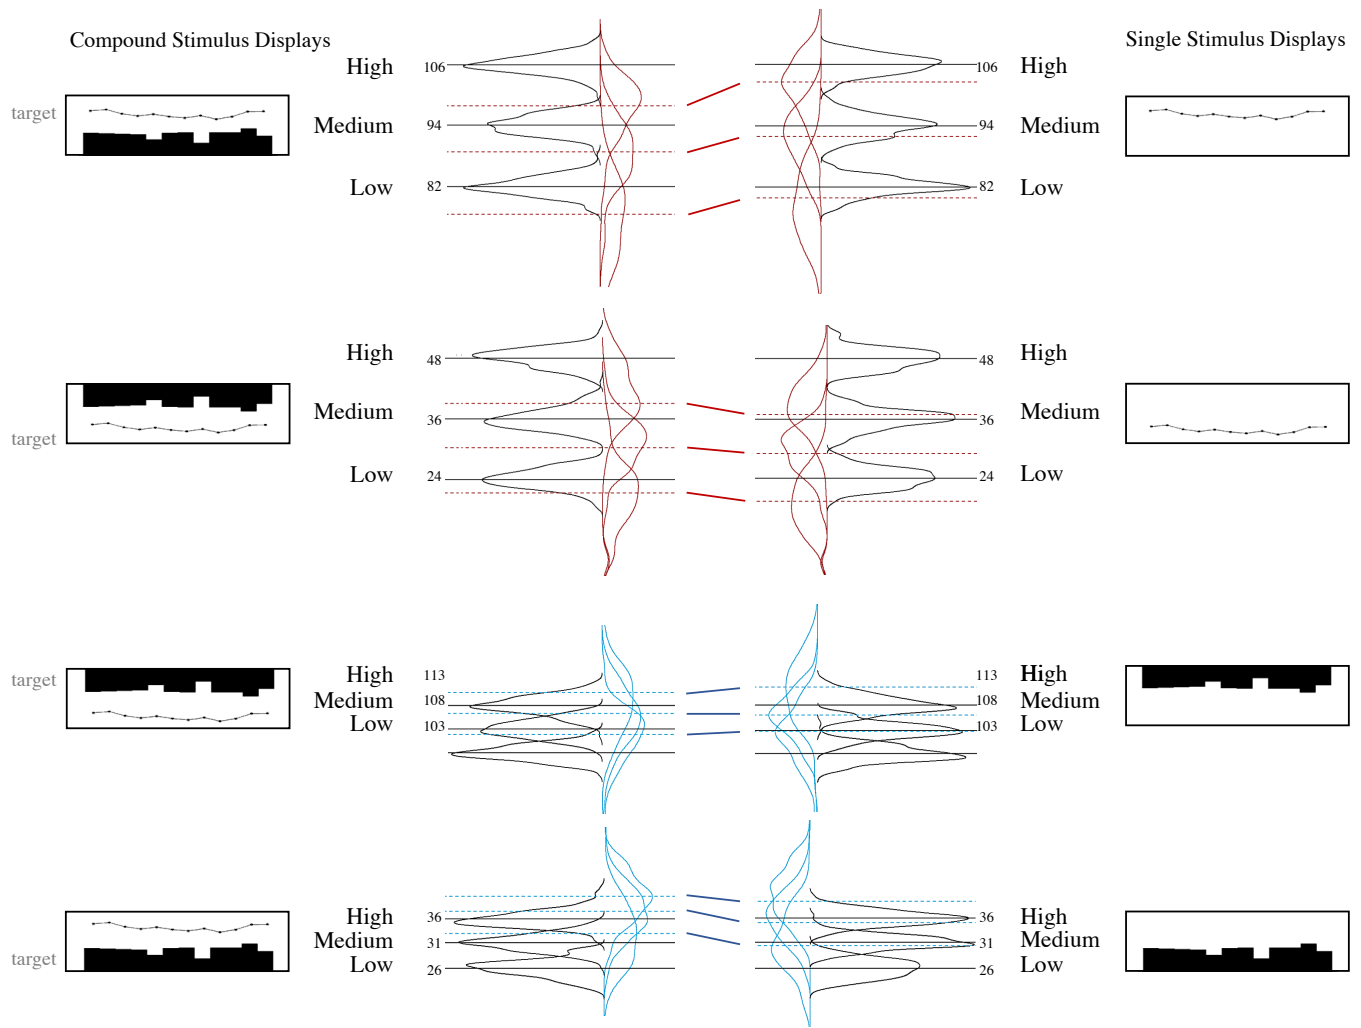 Compound Stimulus Displays
Single Stimulus Displays
High 106
106 High
target
Medium 94
94 Medium
Low 82
82 Low
High 48
48 High
Medium 36
36 Medium
target
Low 24
24 Low
target
High 113
113 High
Medium 108
108 Medium
Low 103
103 Low
High 36
36 High
Medium 31
31 Medium
target
Low 26
26 Low